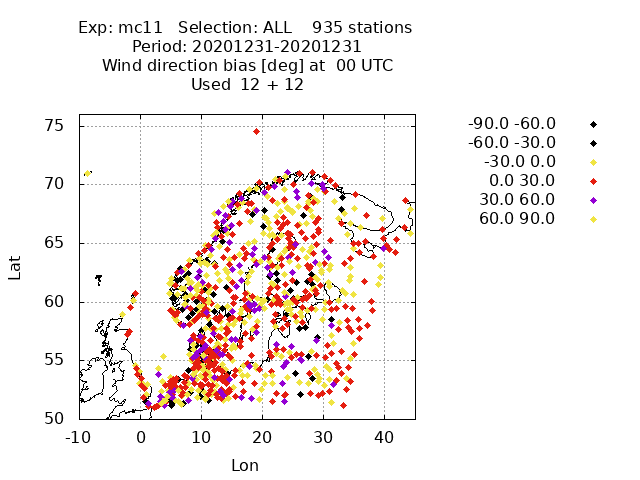 Exp: mc11   Selection: ALL    935 stations
Period: 20201231-20201231
Wind direction bias [deg] at  00 UTC
Used  12 + 12
-90.0 -60.0
-60.0 -30.0
-30.0 0.0
0.0 30.0
30.0 60.0
60.0 90.0
75
70
65
60
55
50
Lat
-10 0 10 20 30 40
Lon